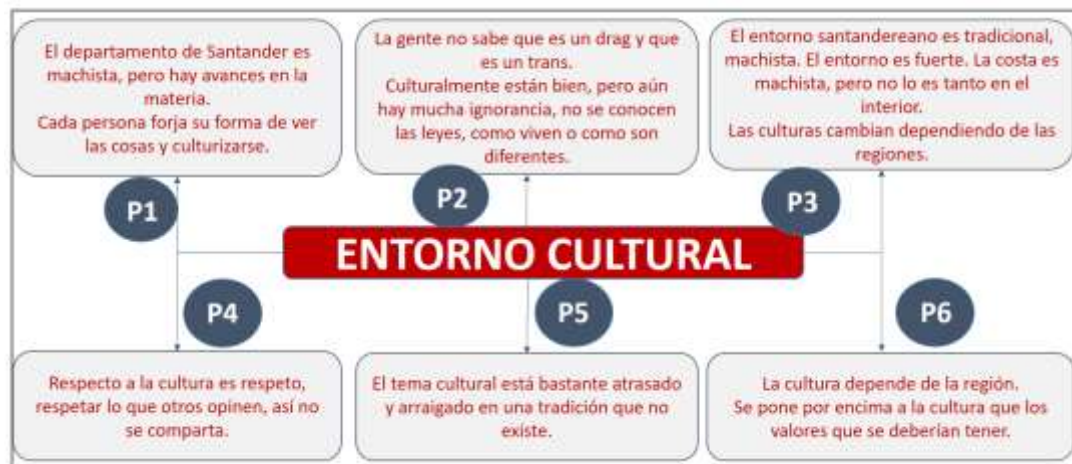 El departamento de Santander es
machista, pero hay avances en la
materia.
Cada persona forja su forma de ver
las cosas y culturizarse.
P1
La gente no sabe que es un drag y que
es un trans.
Culturalmente están bien, pero aún
hay mucha ignorancia, no se conocen
las leyes, como viven o como son
diferentes.
P2
El entorno santandereano es tradicional,
machista. El entorno es fuerte. La costa es
machista, pero no lo es tanto en el
interior.
Las culturas cambian dependiendo de las
regiones.
P3
ENTORNO CULTURAL
P4
Respecto a la cultura es respeto,
respetar lo que otros opinen, así no
se comparta.
P5
El tema cultural está bastante atrasado
y arraigado en una tradición que no
existe.
P6
La cultura depende de la región.
Se pone por encima a la cultura que los
valores que se deberían tener.